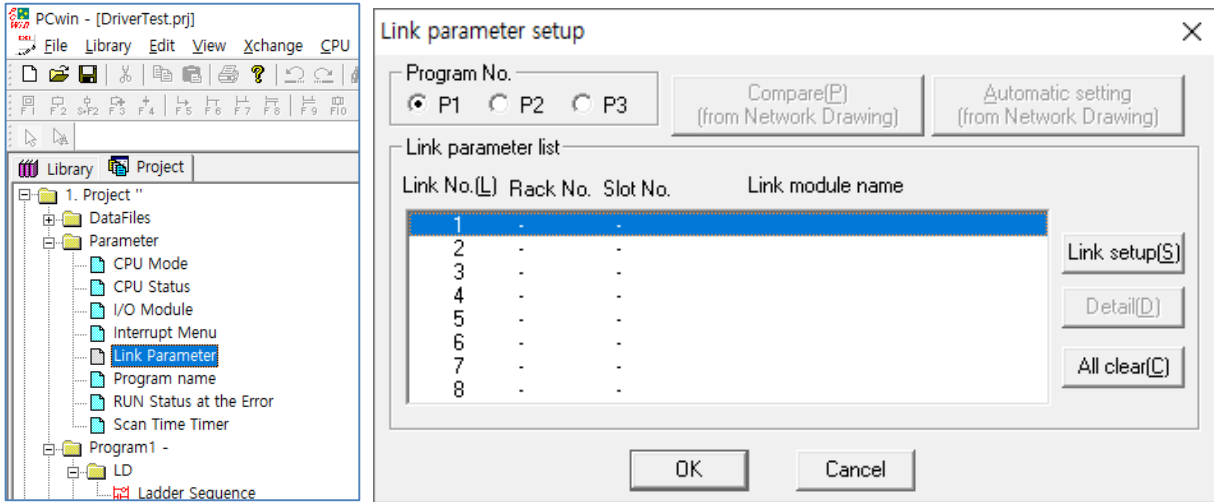 PCwin - [DriverTest.prj]
File Library Edit View Xchange CPU
F1 F2 S-F2 F3 F4 F5 F6 F7 F8 F9 F10
Library Project
1. Project ''
DataFiles
Parameter
CPU Mode
CPU Status
I/O Module
Interrupt Menu
Link Parameter
Program name
RUN Status at the Error
Scan Time Timer
Program1 -
LD
Ladder Sequence
Link parameter setup
Program No.
P1 P2 P3
Compare(P)
(from Network Drawing)
Automatic setting
(from Network Drawing)
Link parameter list
Link No.(L) Rack No. Slot No. Link module name
1 - -
2 - -
3 - -
4 - -
5 - -
6 - -
7 - -
8 - -
Link setup(S)
Detail(D)
All clear(C)
OK Cancel